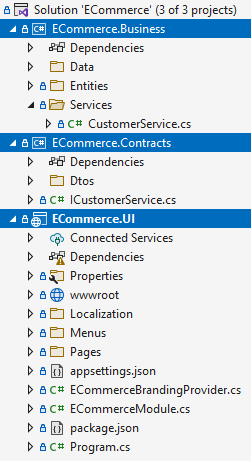 Solution 'ECommerce' (3 of 3 projects)
ECommerce.Business
Dependencies
Data
Entities
Services
C# CustomerService.cs
ECommerce.Contracts
Dependencies
Dtos
C# ICustomerService.cs
ECommerce.UI
Connected Services
Dependencies
Properties
wwwroot
Localization
Menus
Pages
appsettings.json
C# ECommerceBrandingProvider.cs
C# ECommerceModule.cs
package.json
C# Program.cs